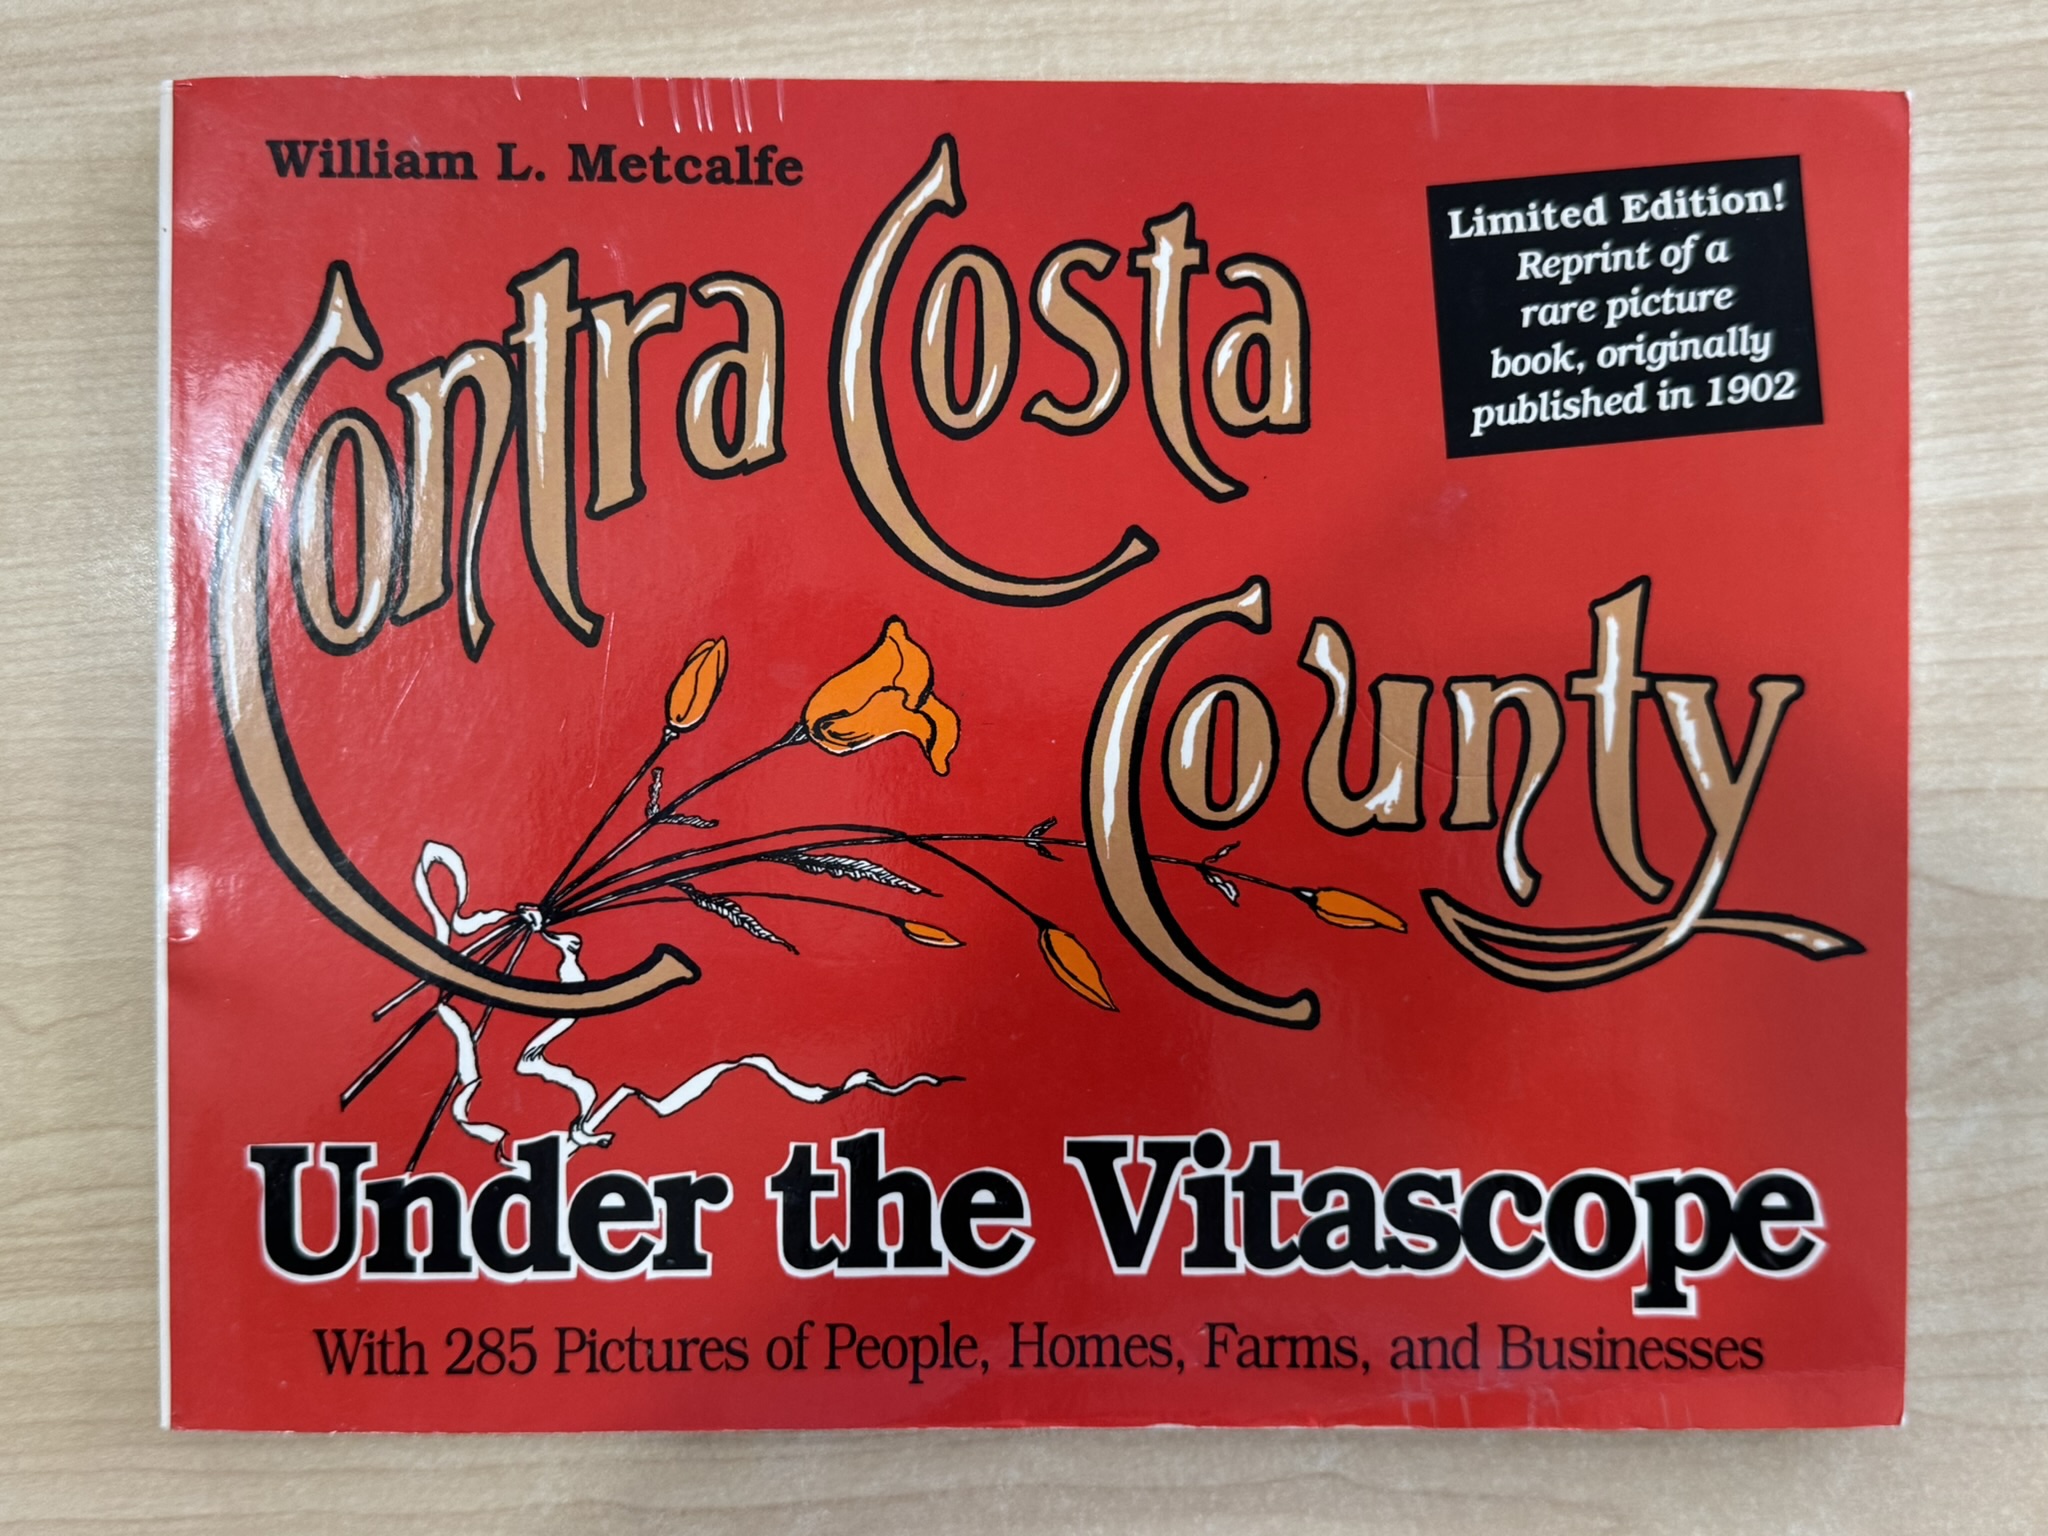 William L. Metcalfe
Contra Costa
County
Limited Edition!
Reprint of a
rare picture
book, originally
published in 1902
Under the Vitascope
With 285 Pictures of People, Homes, Farms, and Businesses